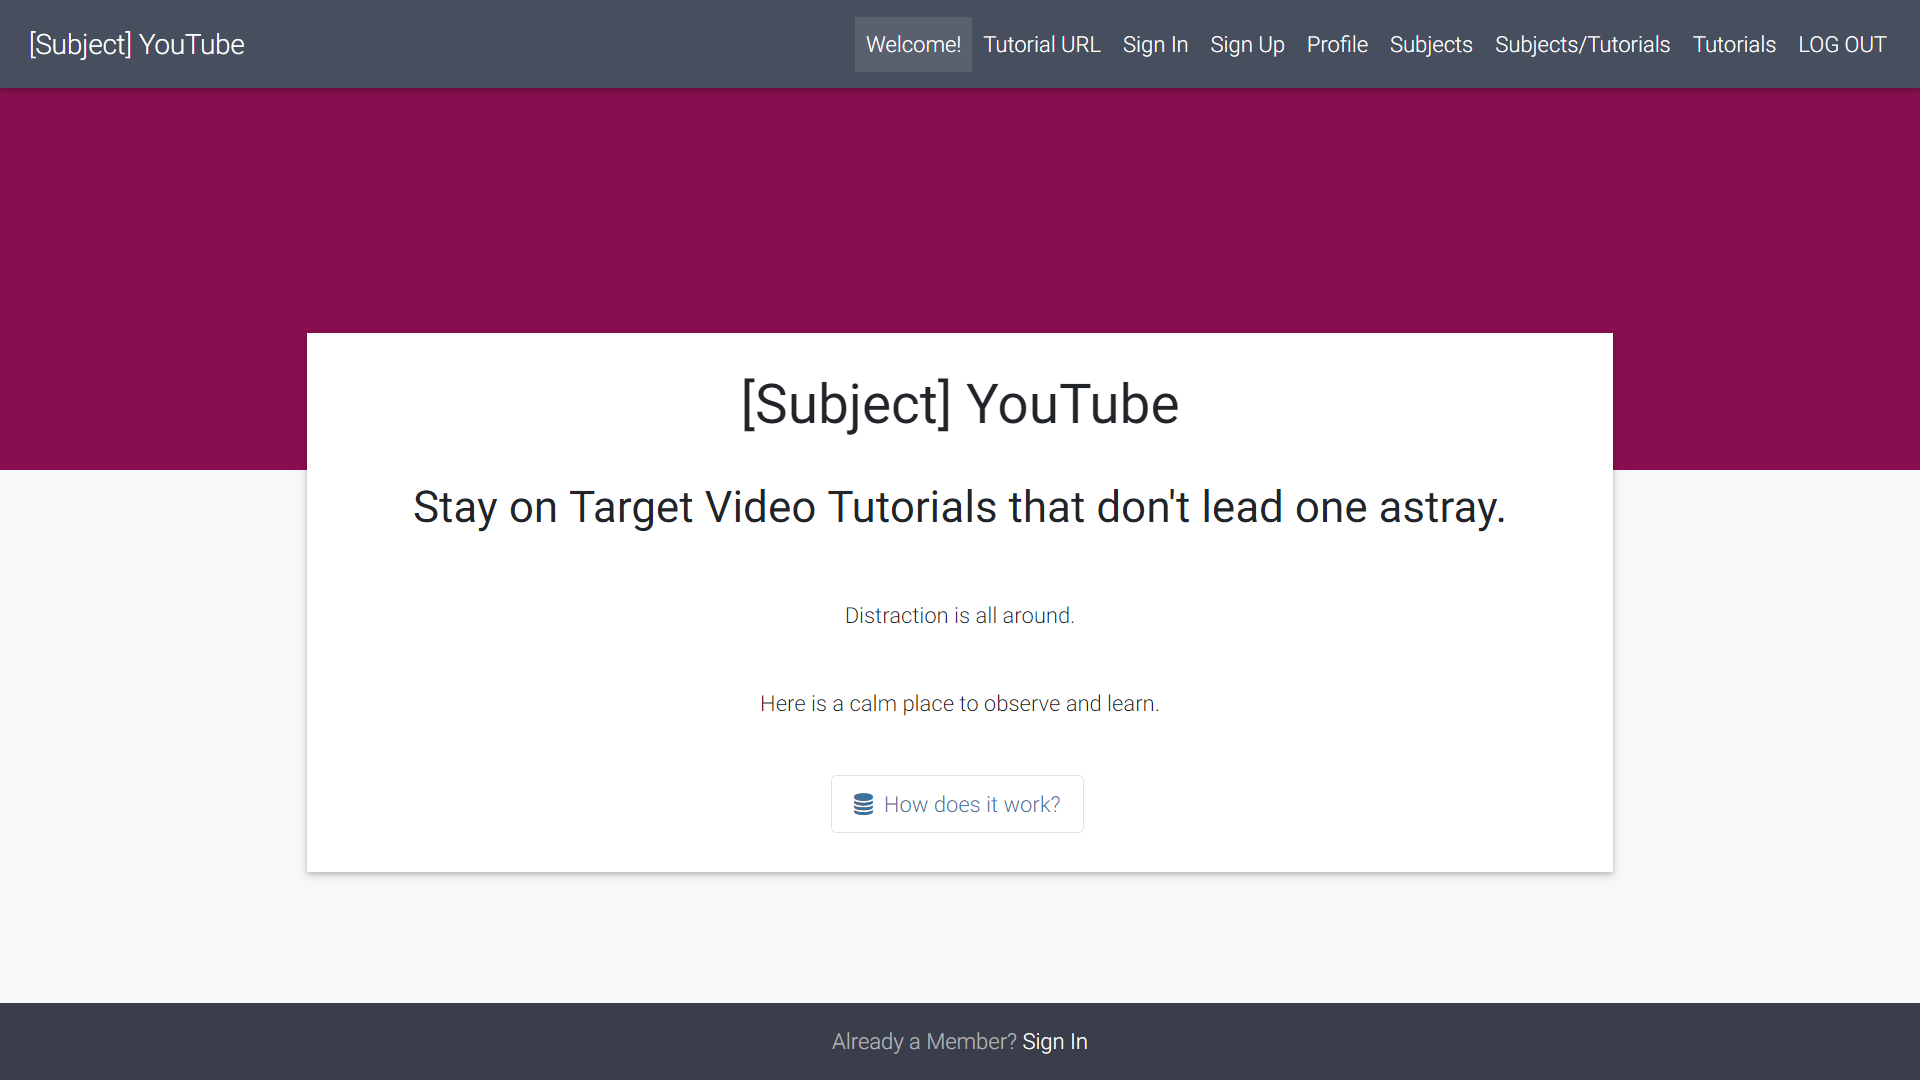 [Subject] YouTube
Welcome! Tutorial URL Sign In Sign Up Profile Subjects Subjects/Tutorials Tutorials LOG OUT
[Subject] YouTube
Stay on Target Video Tutorials that don't lead one astray.
Distraction is all around.
Here is a calm place to observe and learn.
How does it work?
Already a Member? Sign In